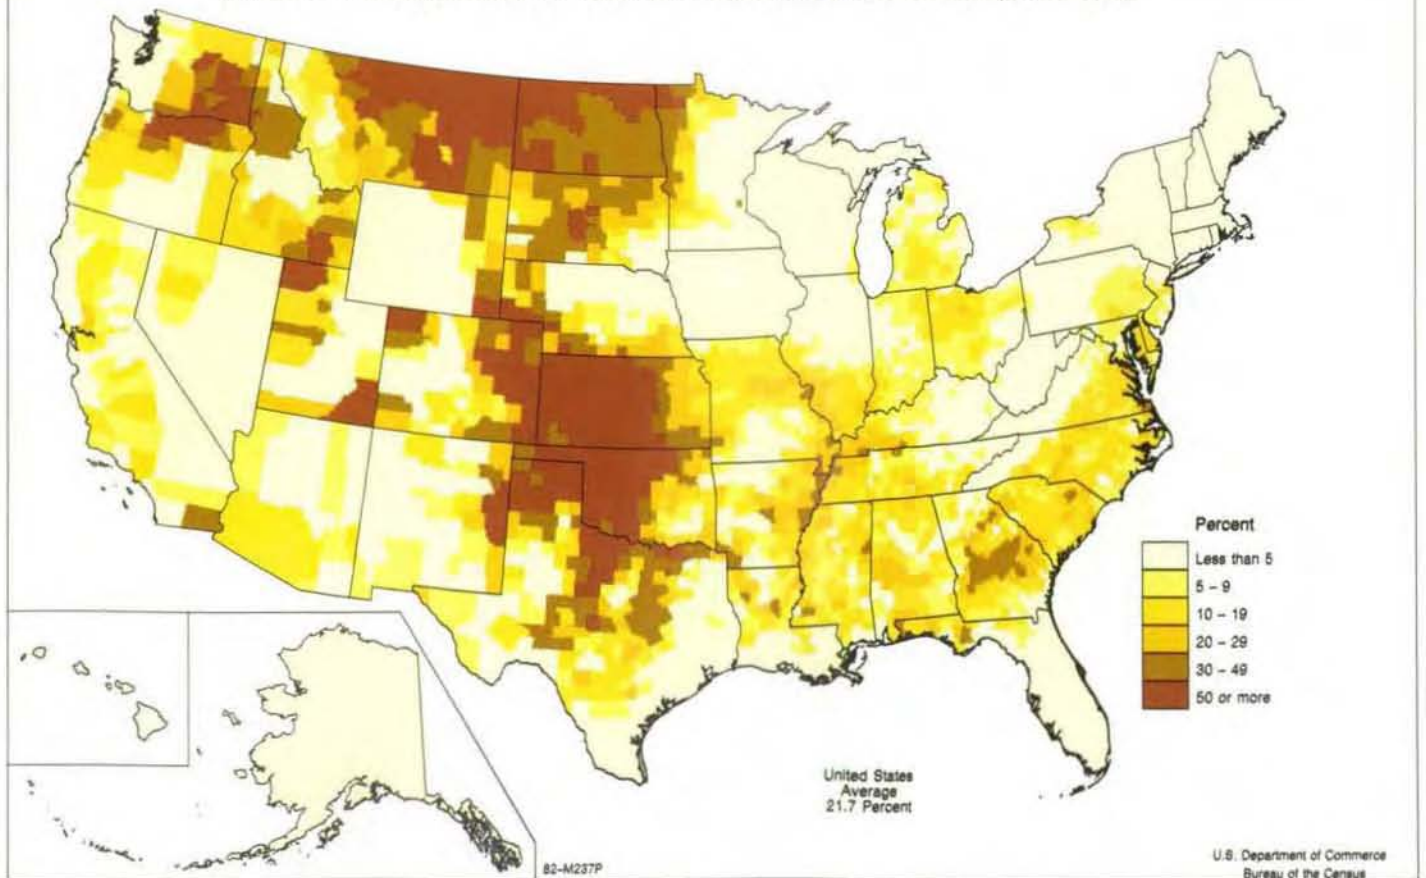 Percent
Less than 5
5 – 9
10 – 19
20 – 29
30 – 49
50 or more
United States
Average
21.7 Percent
82-M237P
U.S. Department of Commerce
Bureau of the Census